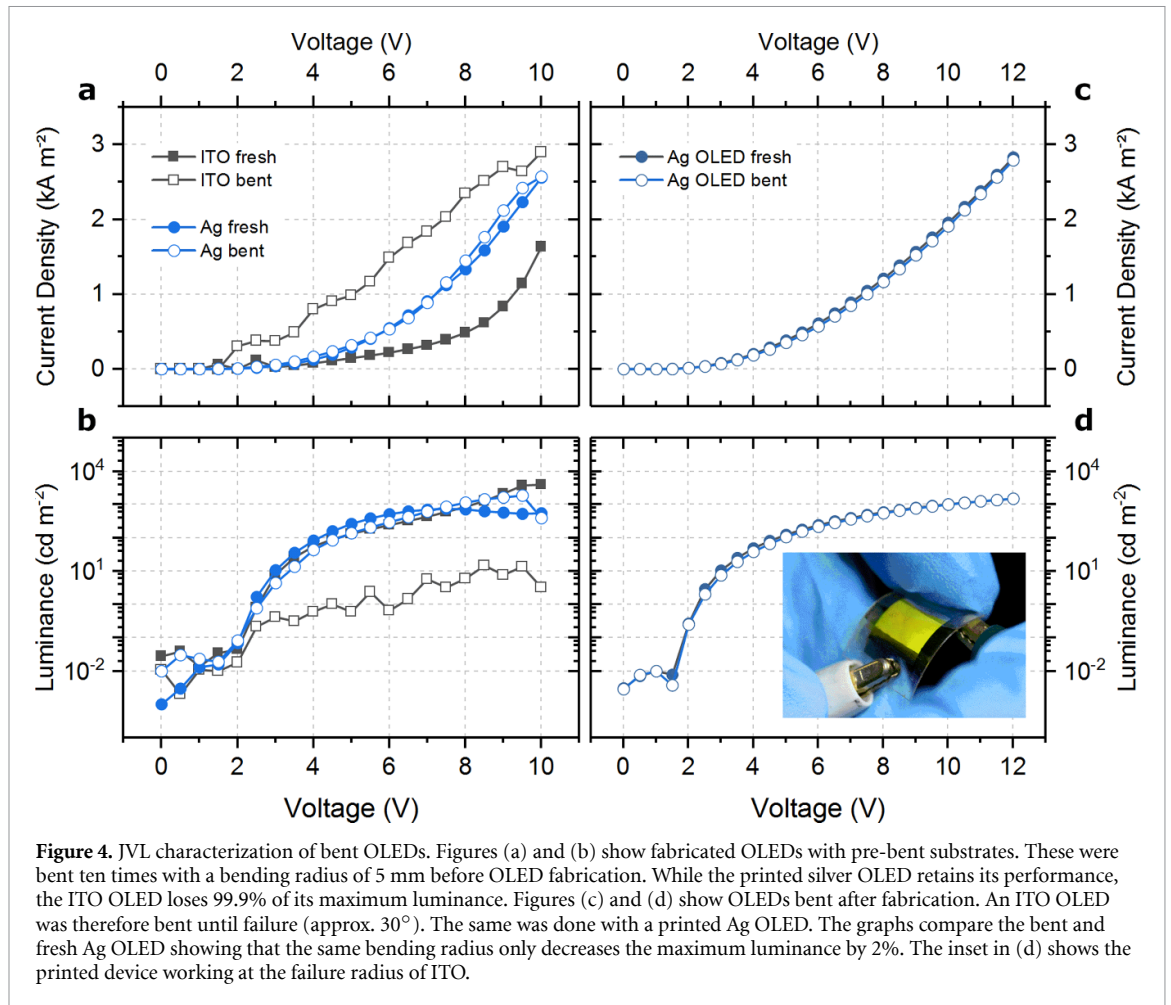 Voltage (V)
Voltage (V)
0 2 4 6 8 10
0 2 4 6 8 10 12
a
c
3
2
1
0
Current Density (kA m⁻²)
ITO fresh
ITO bent
Ag fresh
Ag bent
Ag OLED fresh
Ag OLED bent
3
2
1
0
Current Density (kA m⁻²)
b
d
10⁴
10¹
10⁻²
Luminance (cd m⁻²)
10⁴
10¹
10⁻²
Luminance (cd m⁻²)
0 2 4 6 8 10
0 2 4 6 8 10 12
Voltage (V)
Voltage (V)
Figure 4. JVL characterization of bent OLEDs. Figures (a) and (b) show fabricated OLEDs with pre-bent substrates. These were
bent ten times with a bending radius of 5 mm before OLED fabrication. While the printed silver OLED retains its performance,
the ITO OLED loses 99.9% of its maximum luminance. Figures (c) and (d) show OLEDs bent after fabrication. An ITO OLED
was therefore bent until failure (approx. 30°). The same was done with a printed Ag OLED. The graphs compare the bent and
fresh Ag OLED showing that the same bending radius only decreases the maximum luminance by 2%. The inset in (d) shows the
printed device working at the failure radius of ITO.